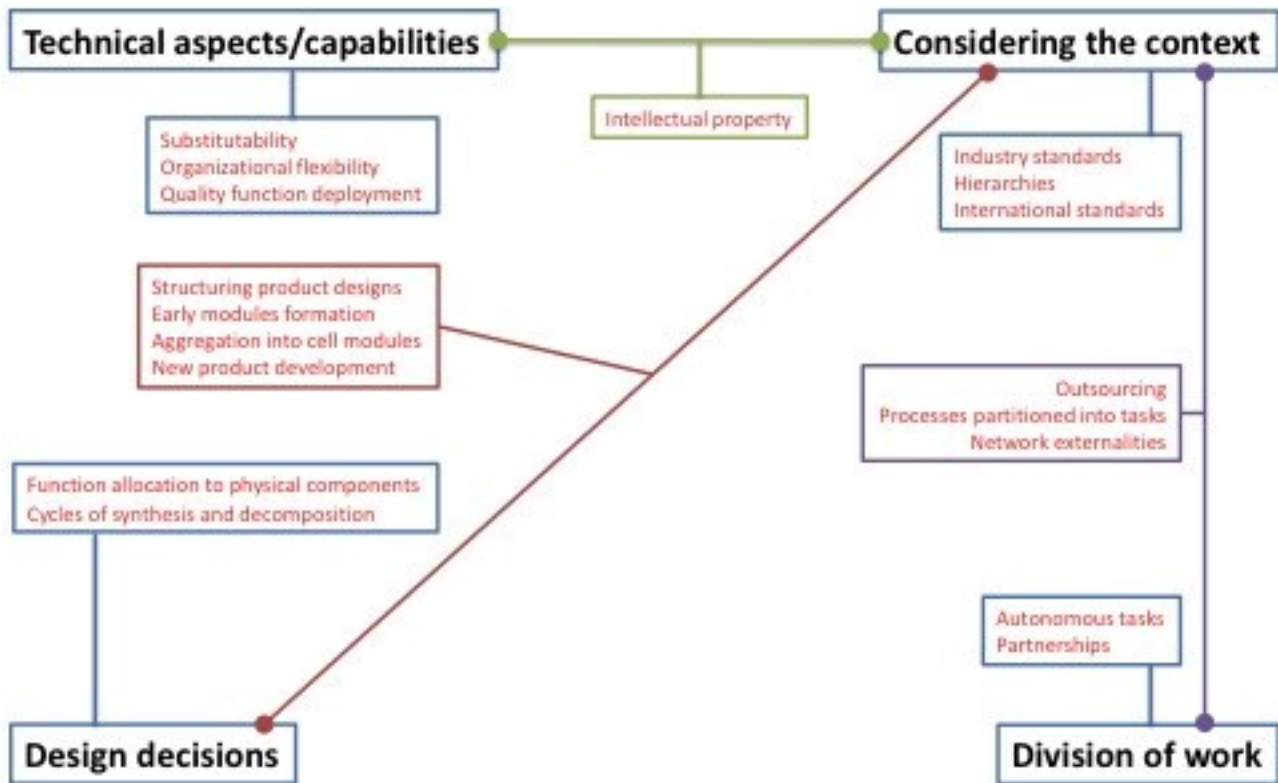 Technical aspects/capabilities
Considering the context
Intellectual property
Substitutability
Organizational flexibility
Quality function deployment
Industry standards
Hierarchies
International standards
Structuring product designs
Early modules formation
Aggregation into cell modules
New product development
Outsourcing
Processes partitioned into tasks
Network externalities
Function allocation to physical components
Cycles of synthesis and decomposition
Autonomous tasks
Partnerships
Design decisions
Division of work